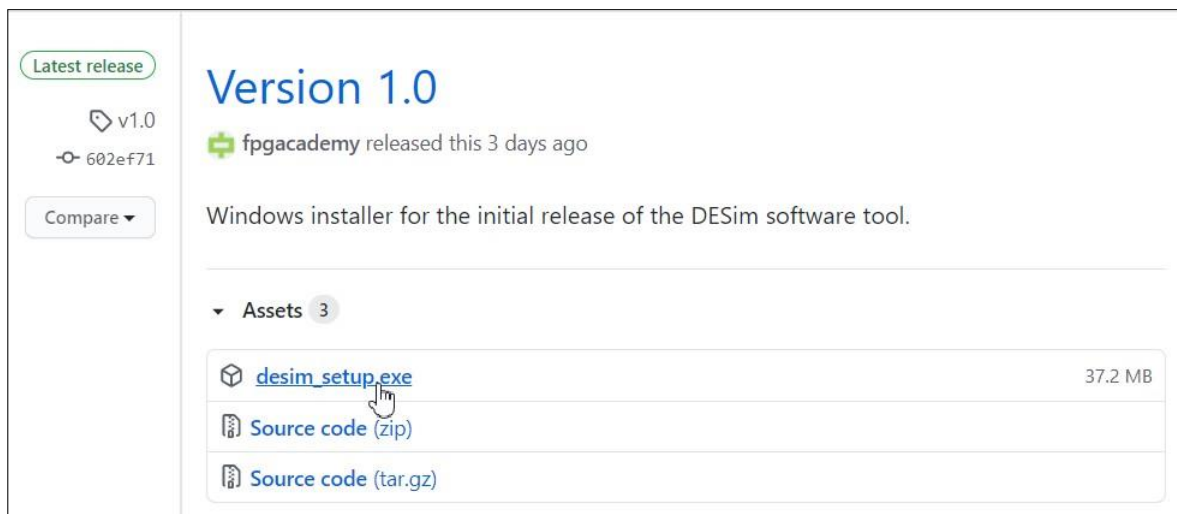 Latest release
v1.0
602ef71
Compare
Version 1.0
fpgacademy released this 3 days ago
Windows installer for the initial release of the DESim software tool.
Assets 3
desim_setup.exe 37.2 MB
Source code (zip)
Source code (tar.gz)